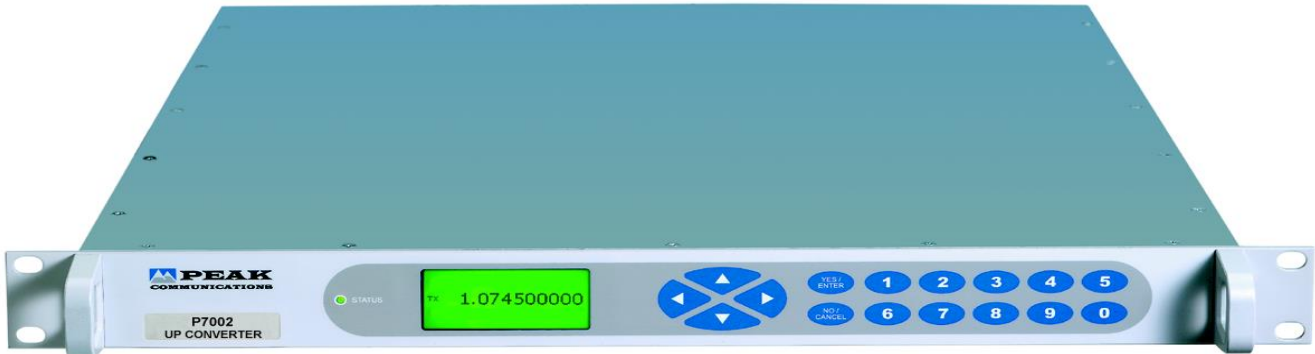 PEAK
COMMUNICATIONS
P7002
UP CONVERTER
STATUS
TX 1.074500000
YES /
ENTER
1 2 3 4 5
NO /
CANCEL
6 7 8 9 0